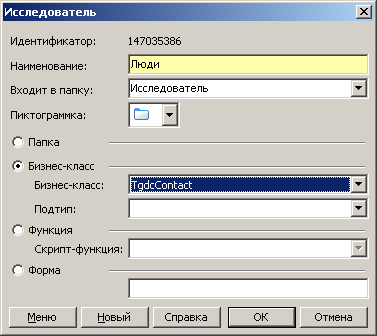 Исследователь
Идентификатор: 147035386
Наименование: Люди
Входит в папку: Исследователь
Пиктограммка:
Папка
Бизнес-класс
Бизнес-класс: TgdcContact
Подтип:
Функция
Скрипт-функция:
Форма
Меню Новый Справка OK Отмена